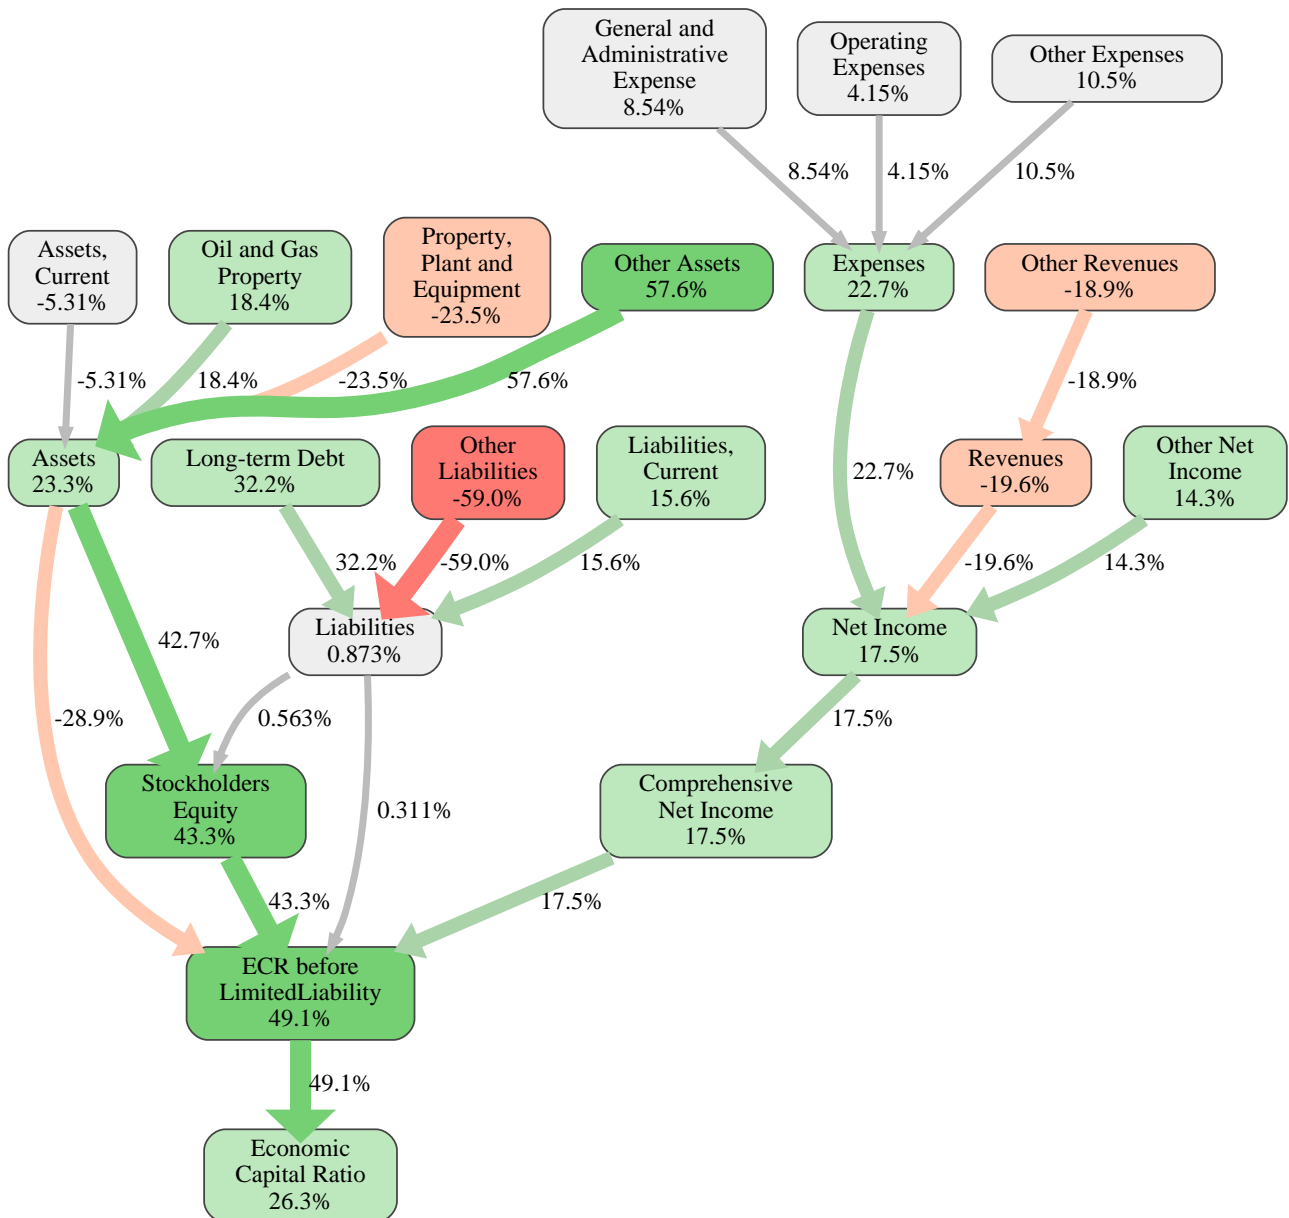 General and
Administrative
Expense
8.54%
Operating
Expenses
4.15%
Other Expenses
10.5%
8.54%
4.15%
10.5%
Assets,
Current
-5.31%
Oil and Gas
Property
18.4%
Property,
Plant and
Equipment
-23.5%
Other Assets
57.6%
Expenses
22.7%
Other Revenues
-18.9%
-5.31%
18.4%
-23.5%
57.6%
-18.9%
Assets
23.3%
Long-term Debt
32.2%
Other
Liabilities
-59.0%
Liabilities,
Current
15.6%
22.7%
Revenues
-19.6%
Other Net
Income
14.3%
32.2%
-59.0%
15.6%
-19.6%
14.3%
42.7%
Liabilities
0.873%
Net Income
17.5%
-28.9%
0.563%
17.5%
Stockholders
Equity
43.3%
0.311%
Comprehensive
Net Income
17.5%
43.3%
17.5%
ECR before
LimitedLiability
49.1%
49.1%
Economic
Capital Ratio
26.3%